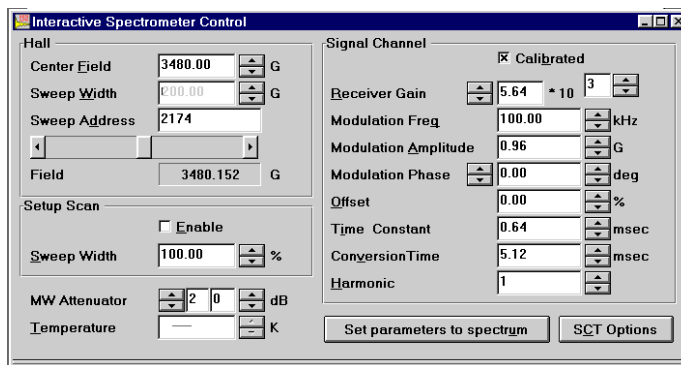 Interactive Spectrometer Control
Hall
Center Field 3480.00 G
Sweep Width 200.00 G
Sweep Address 2174
Field 3480.152 G
Setup Scan
Enable
Sweep Width 100.00 %
MW Attenuator 2 0 dB
Temperature --- K
Signal Channel
Calibrated
Receiver Gain 5.64 * 10 3
Modulation Freq 100.00 kHz
Modulation Amplitude 0.96 G
Modulation Phase 0.00 deg
Offset 0.00 %
Time Constant 0.64 msec
ConversionTime 5.12 msec
Harmonic 1
Set parameters to spectrum
SCT Options